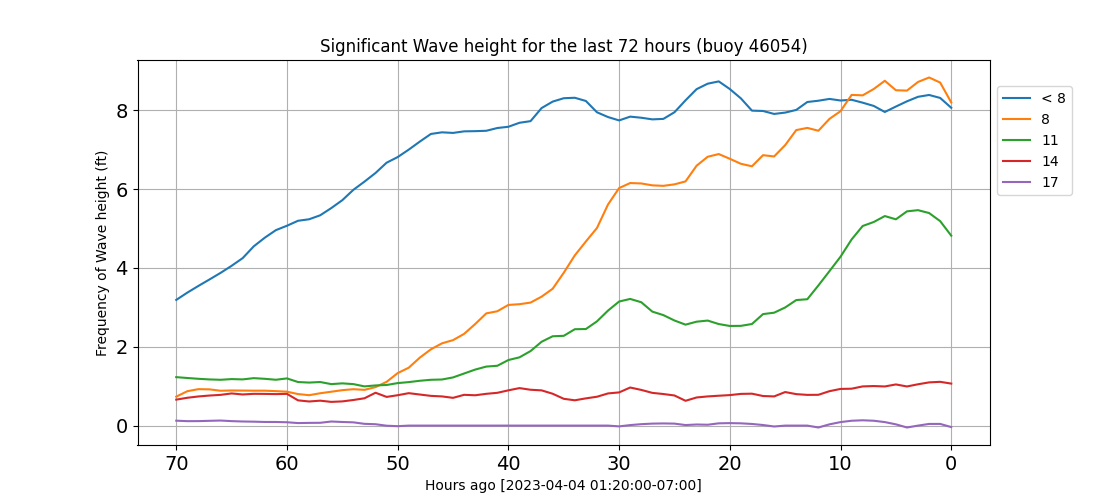 Significant Wave height for the last 72 hours (buoy 46054)
Frequency of Wave height (ft)
8
6
4
2
0
70 60 50 40 30 20 10 0
Hours ago [2023-04-04 01:20:00-07:00]
< 8
8
11
14
17